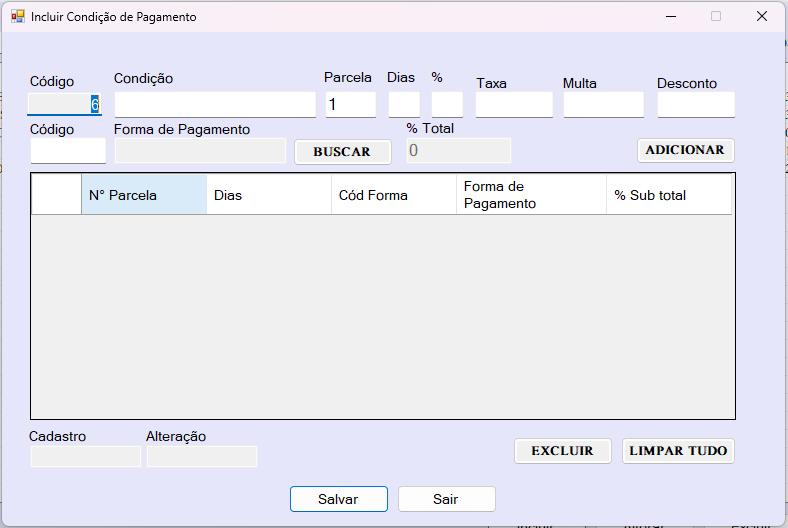 Incluir Condição de Pagamento
Código
Condição
Parcela
Dias
%
Taxa
Multa
Desconto
6
1
Código
Forma de Pagamento
% Total
BUSCAR
0
ADICIONAR
N° Parcela
Dias
Cód Forma
Forma de
Pagamento
% Sub total
Cadastro
Alteração
EXCLUIR
LIMPAR TUDO
Salvar
Sair